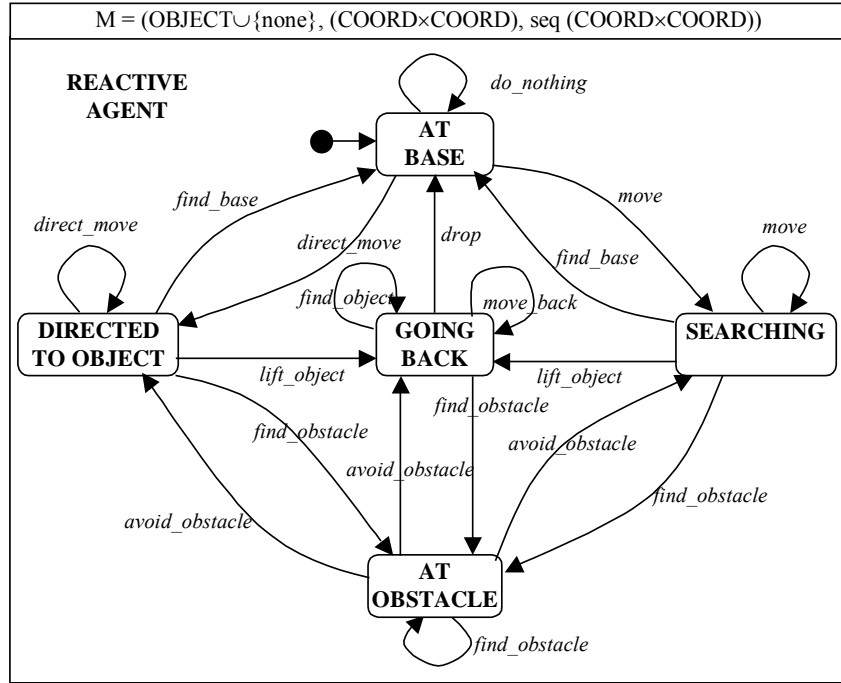 M = (OBJECT∪{none}, (COORD×COORD), seq (COORD×COORD))
REACTIVE
AGENT
do_nothing
AT
BASE
find_base
move
direct_move
direct_move
drop
find_base
move
find_object
move_back
DIRECTED
TO OBJECT
GOING
BACK
SEARCHING
lift_object
lift_object
find_obstacle
find_obstacle
avoid_obstacle
avoid_obstacle
find_obstacle
avoid_obstacle
AT
OBSTACLE
find_obstacle